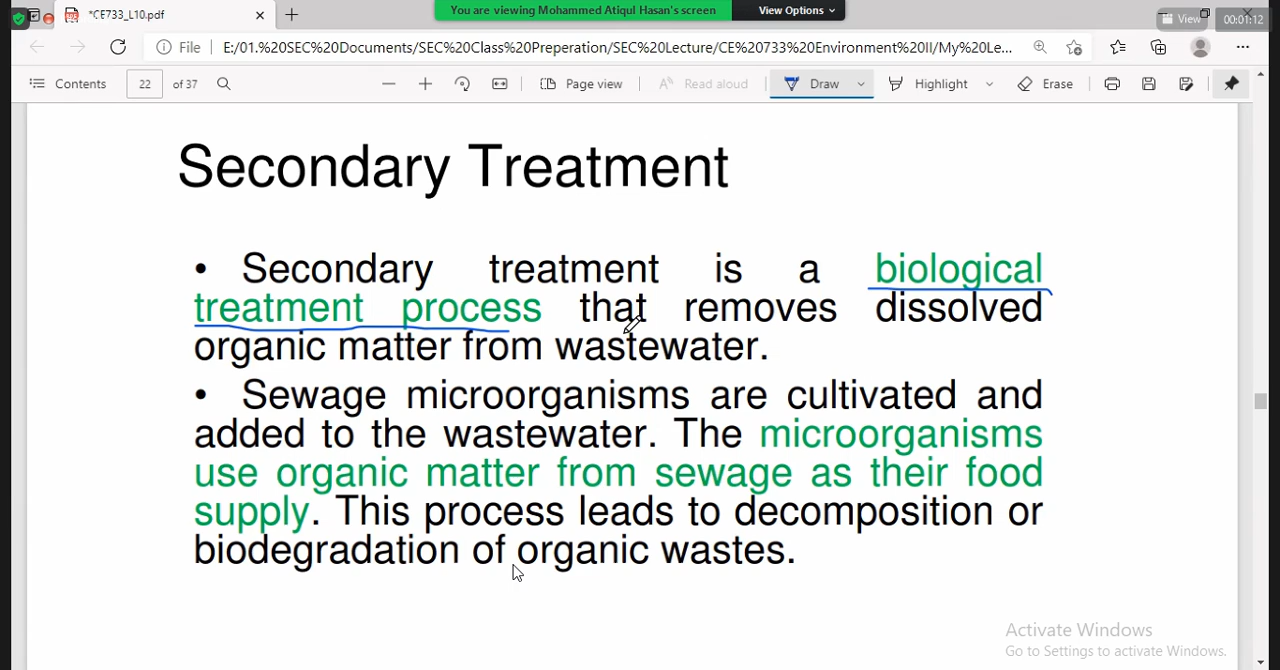 *CE733_L10.pdf
You are viewing Mohammed Atiqul Hasan's screen
View Options
View
00:01:12
File
E:/01.%20SEC%20Documents/SEC%20Class%20Preperation/SEC%20Lecture/CE%20733%20Environment%20II/My%20Le...
Contents
22 of 37
Page view
Read aloud
Draw
Highlight
Erase
Secondary Treatment
• Secondary treatment is a biological
treatment process that removes dissolved
organic matter from wastewater.
• Sewage microorganisms are cultivated and
added to the wastewater. The microorganisms
use organic matter from sewage as their food
supply. This process leads to decomposition or
biodegradation of organic wastes.
Activate Windows
Go to Settings to activate Windows.